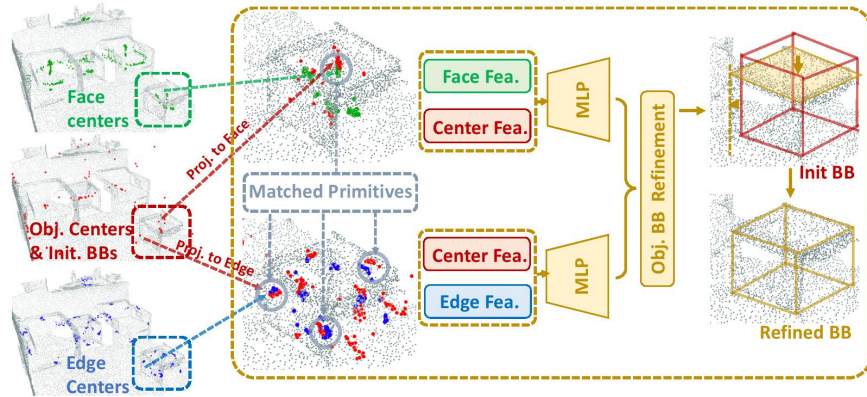 Face
centers
Obj. Centers
& Init. BBs
Edge
Centers
Proj. to Face
Proj. to Edge
Matched Primitives
Face Fea.
Center Fea.
MLP
Center Fea.
Edge Fea.
MLP
Obj. BB Refinement
Init BB
Refined BB